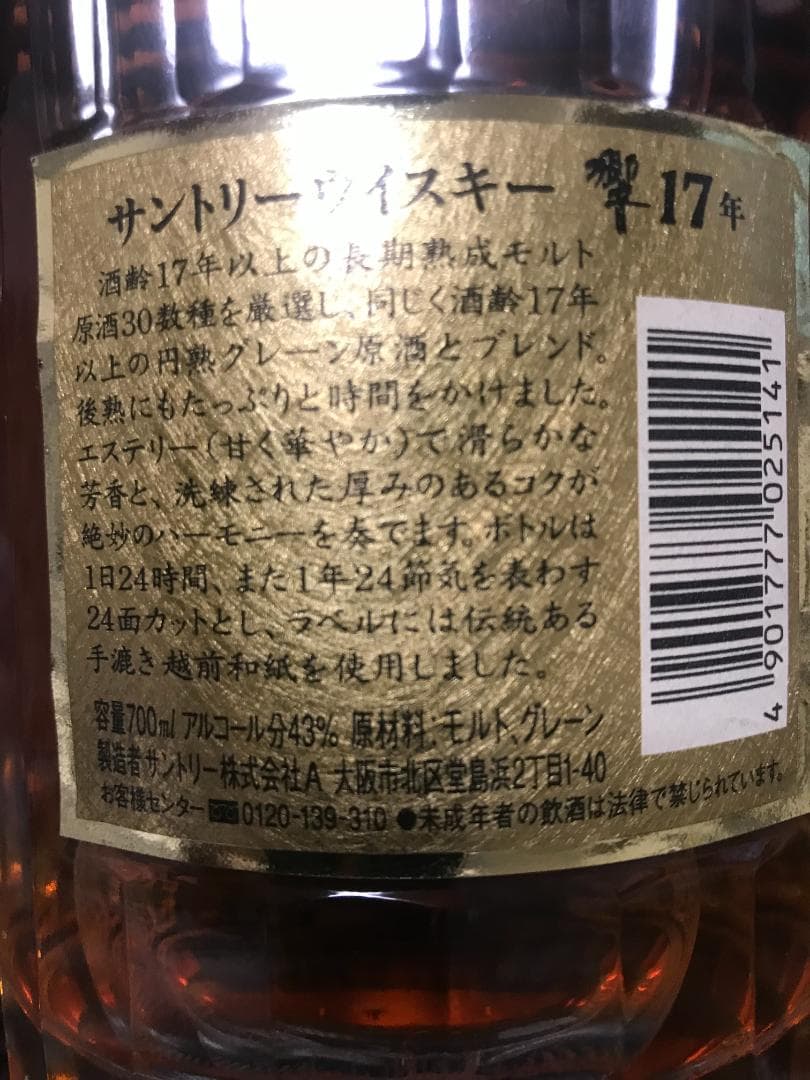 サントリーウイスキー 響 17年
酒齢17年以上の長期熟成モルト
原酒30数種を厳選し、同じく酒齢17年
以上の円熟グレーン原酒とブレンド。
後熟にもたっぷりと時間をかけました。
エステリー(甘く華やか)で滑らかな
芳香と、洗練された厚みのあるコクが
絶妙のハーモニーを奏でます。ボトルは
1日24時間、また1年24節気を表わす
24面カットとし、ラベルには伝統ある
手漉き越前和紙を使用しました。
容量700ml アルコール分43% 原材料:モルト、グレーン
製造者サントリー株式会社A 大阪市北区堂島浜2丁目1-40
お客様センター 0120-139-310 ●未成年者の飲酒は法律で禁じられています。
4 901777 025141